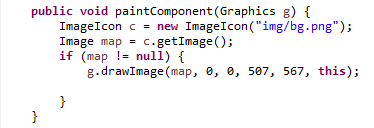 public void paintComponent(Graphics g) {
ImageIcon c = new ImageIcon("img/bg.png");
Image map = c.getImage();
if (map != null) {
g.drawImage(map, 0, 0, 507, 567, this);
}
}